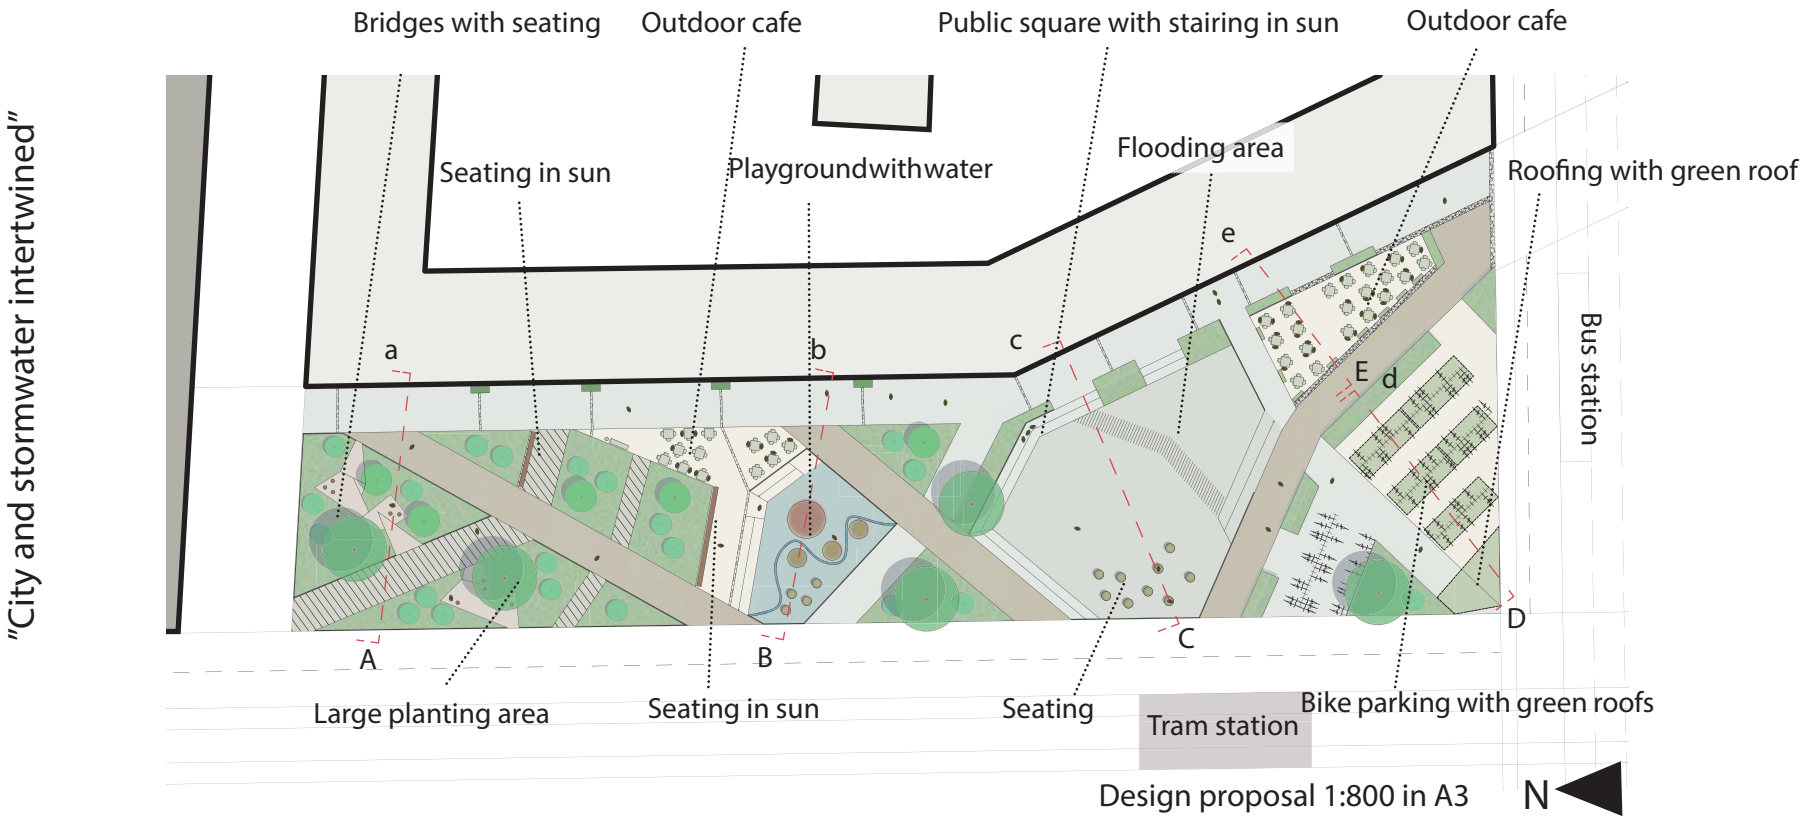 "City and stormwater intertwined"
Bridges with seating
Outdoor cafe
Public square with stairing in sun
Outdoor cafe
Flooding area
Seating in sun
Playgroundwithwater
Roofing with green roof
e
a
b
c
E
d
Bus station
A
B
C
D
Large planting area
Seating in sun
Seating
Bike parking with green roofs
Tram station
Design proposal 1:800 in A3
N